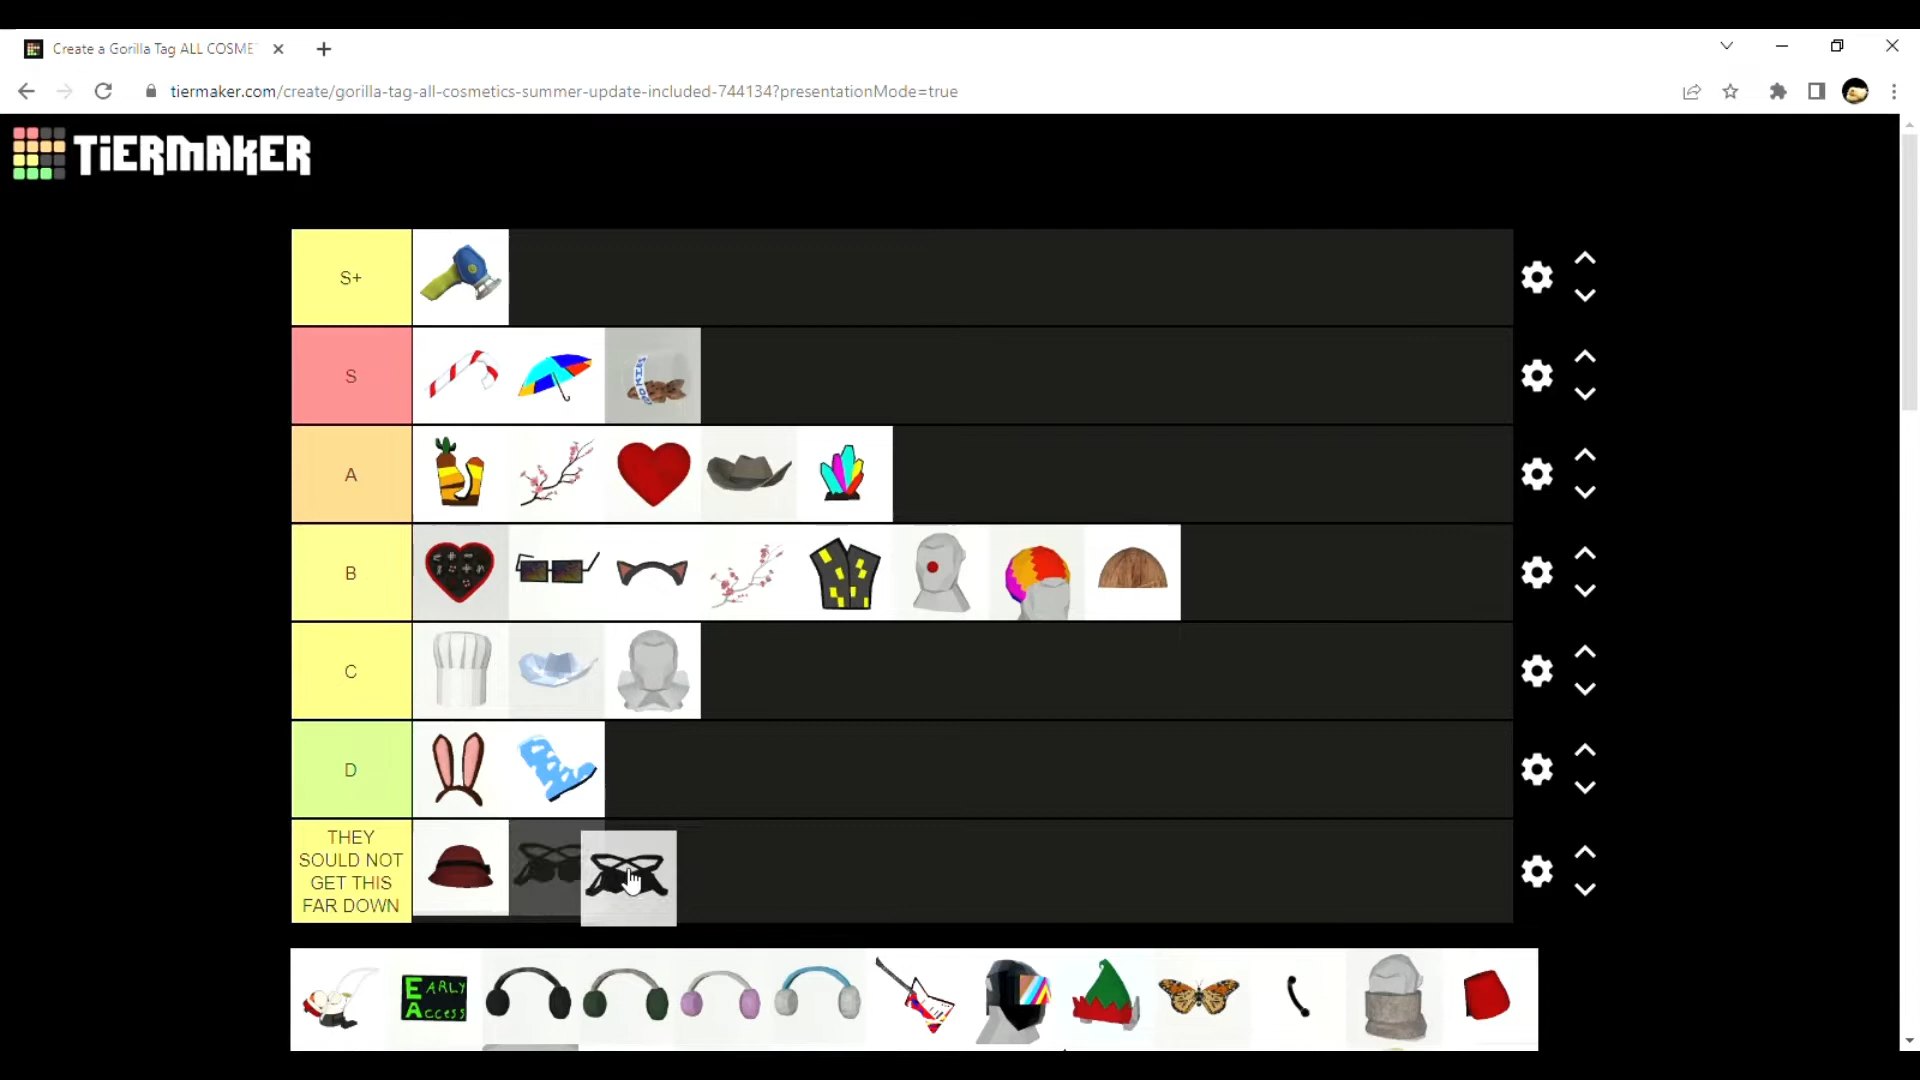 Create a Gorilla Tag ALL COSME
tiermaker.com/create/gorilla-tag-all-cosmetics-summer-update-included-744134?presentationMode=true
TiERMAKER
S+
S
A
B
C
D
THEY
SOULD NOT
GET THIS
FAR DOWN
EARLY
ACCESS